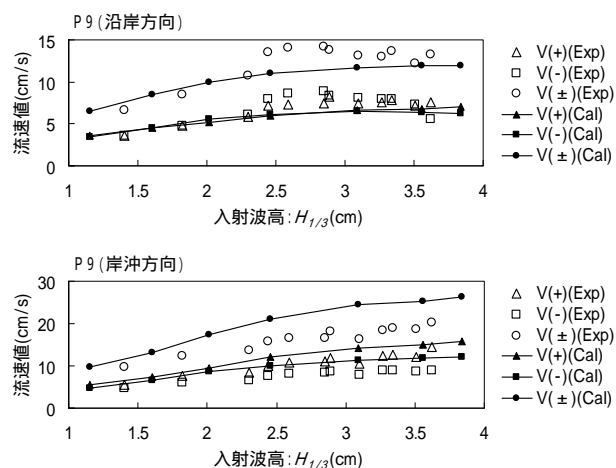 P9(沿岸方向)
流速値(cm/s)
15
10
5
0
1 1.5 2 2.5 3 3.5 4
入射波高:H1/3(cm)
△ V(+)(Exp)
□ V(-)(Exp)
○ V(±)(Exp)
▲ V(+)(Cal)
■ V(-)(Cal)
● V(±)(Cal)
P9(岸沖方向)
流速値(cm/s)
30
20
10
0
1 1.5 2 2.5 3 3.5 4
入射波高:H1/3(cm)
△ V(+)(Exp)
□ V(-)(Exp)
○ V(±)(Exp)
▲ V(+)(Cal)
■ V(-)(Cal)
● V(±)(Cal)